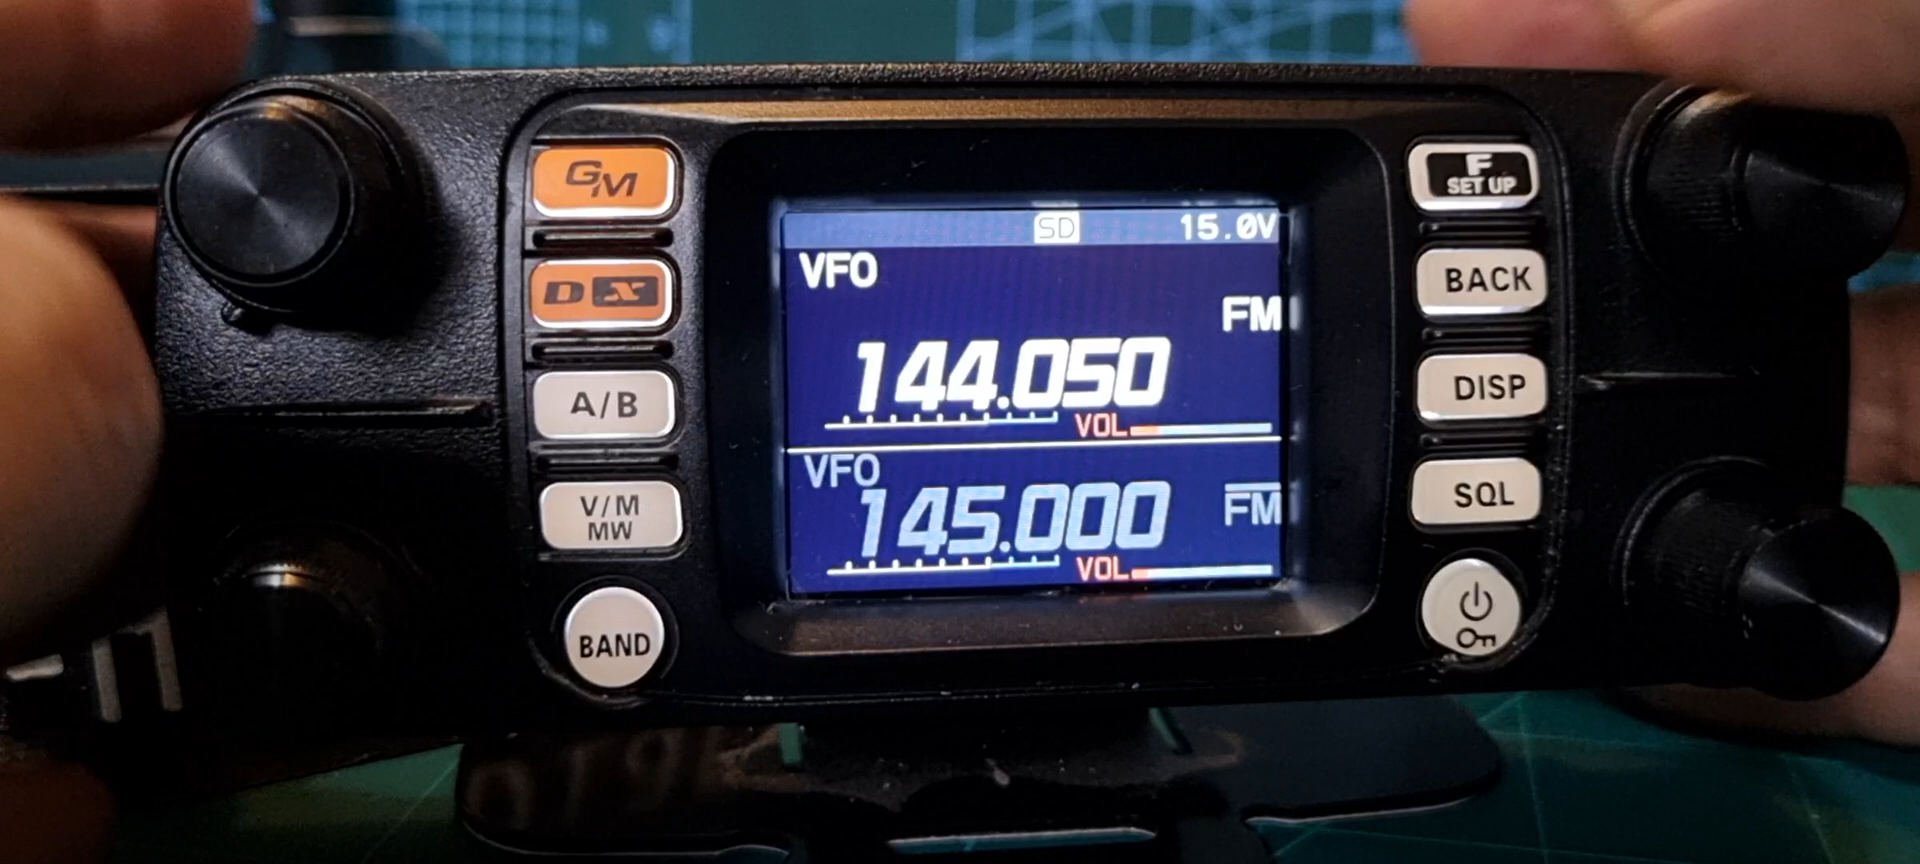 GM
DX
A/B
V/M
MW
BAND
SD 15.0V
VFO
FM
144.050
VOL
VFO
145.000 FM
VOL
F
SET UP
BACK
DISP
SQL